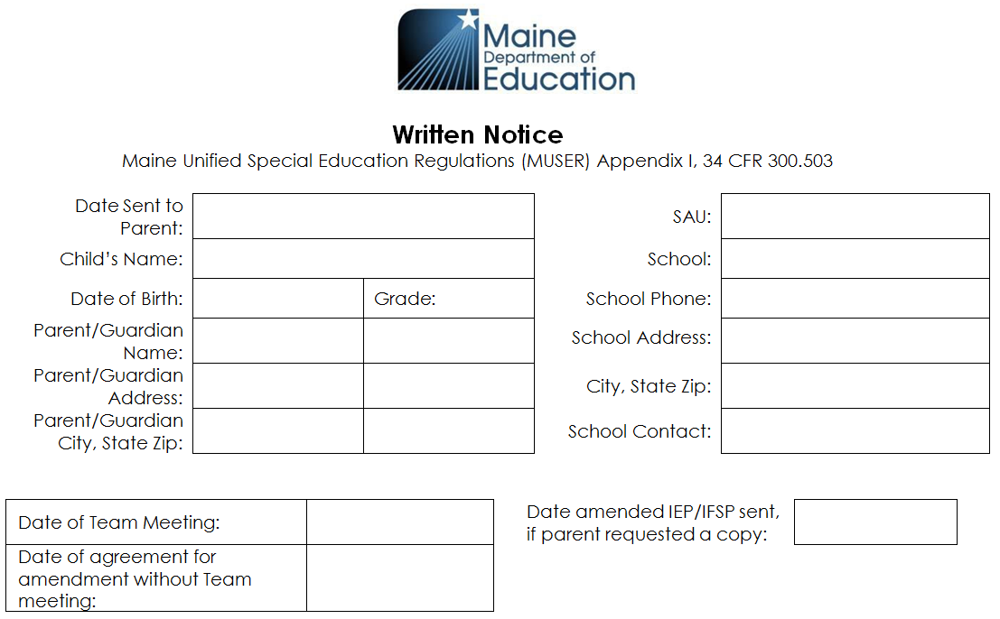 Maine
Department of
Education
Written Notice
Maine Unified Special Education Regulations (MUSER) Appendix I, 34 CFR 300.503
Date Sent to
Parent:
Child’s Name:
Date of Birth:
Grade:
Parent/Guardian
Name:
Parent/Guardian
Address:
Parent/Guardian
City, State Zip:
SAU:
School:
School Phone:
School Address:
City, State Zip:
School Contact:
Date of Team Meeting:
Date of agreement for
amendment without Team
meeting:
Date amended IEP/IFSP sent,
if parent requested a copy: